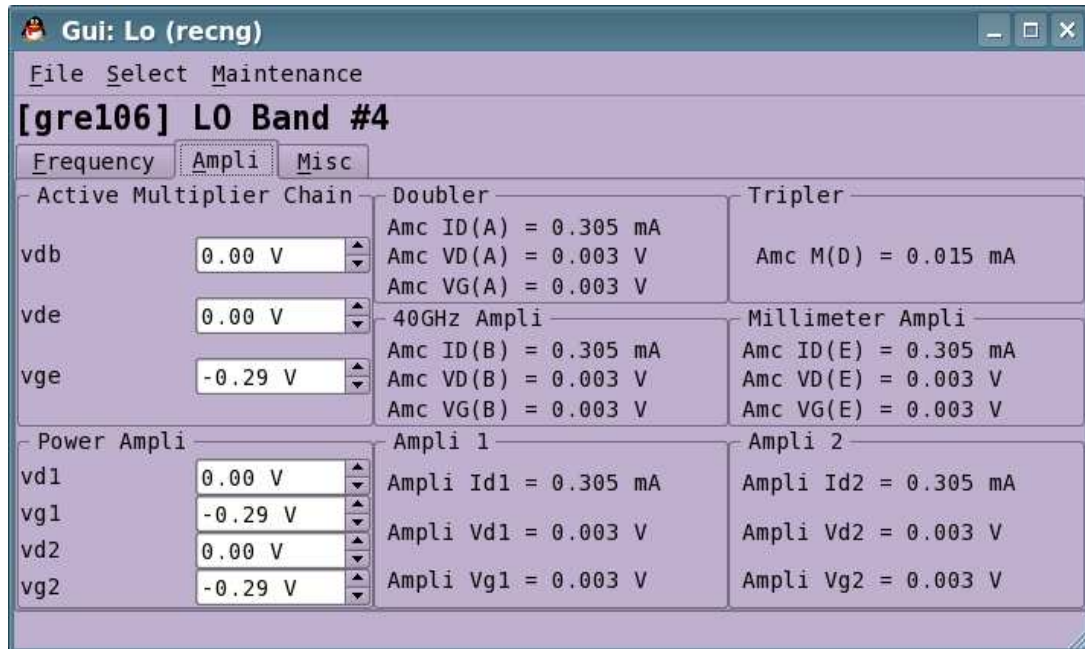 Gui: Lo (recng)
File Select Maintenance
[gre106] LO Band #4
Frequency Ampli Misc
Active Multiplier Chain
vdb 0.00 V
vde 0.00 V
vge -0.29 V
Doubler
Amc ID(A) = 0.305 mA
Amc VD(A) = 0.003 V
Amc VG(A) = 0.003 V
Tripler
Amc M(D) = 0.015 mA
40GHz Ampli
Amc ID(B) = 0.305 mA
Amc VD(B) = 0.003 V
Amc VG(B) = 0.003 V
Millimeter Ampli
Amc ID(E) = 0.305 mA
Amc VD(E) = 0.003 V
Amc VG(E) = 0.003 V
Power Ampli
vd1 0.00 V
vg1 -0.29 V
vd2 0.00 V
vg2 -0.29 V
Ampli 1
Ampli Id1 = 0.305 mA
Ampli Vd1 = 0.003 V
Ampli Vg1 = 0.003 V
Ampli 2
Ampli Id2 = 0.305 mA
Ampli Vd2 = 0.003 V
Ampli Vg2 = 0.003 V